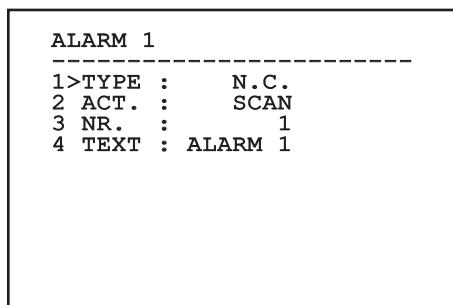 ALARM 1
------------------------
1>TYPE :    N.C.
2 ACT. :    SCAN
3 NR.  :       1
4 TEXT : ALARM 1